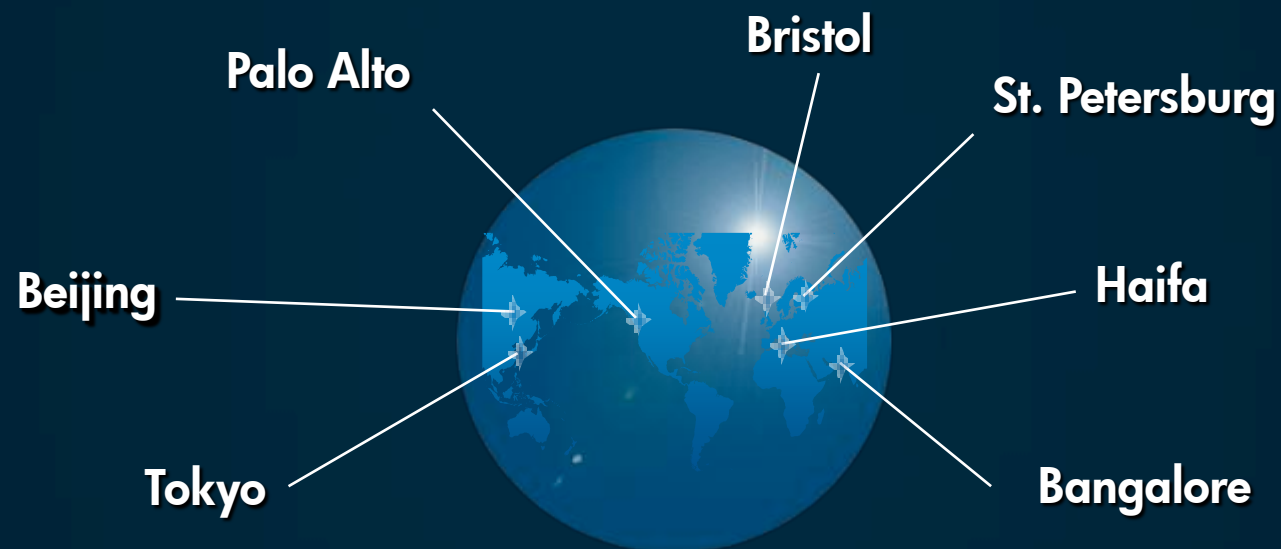 Bristol
Palo Alto
St. Petersburg
Haifa
Beijing
Tokyo
Bangalore